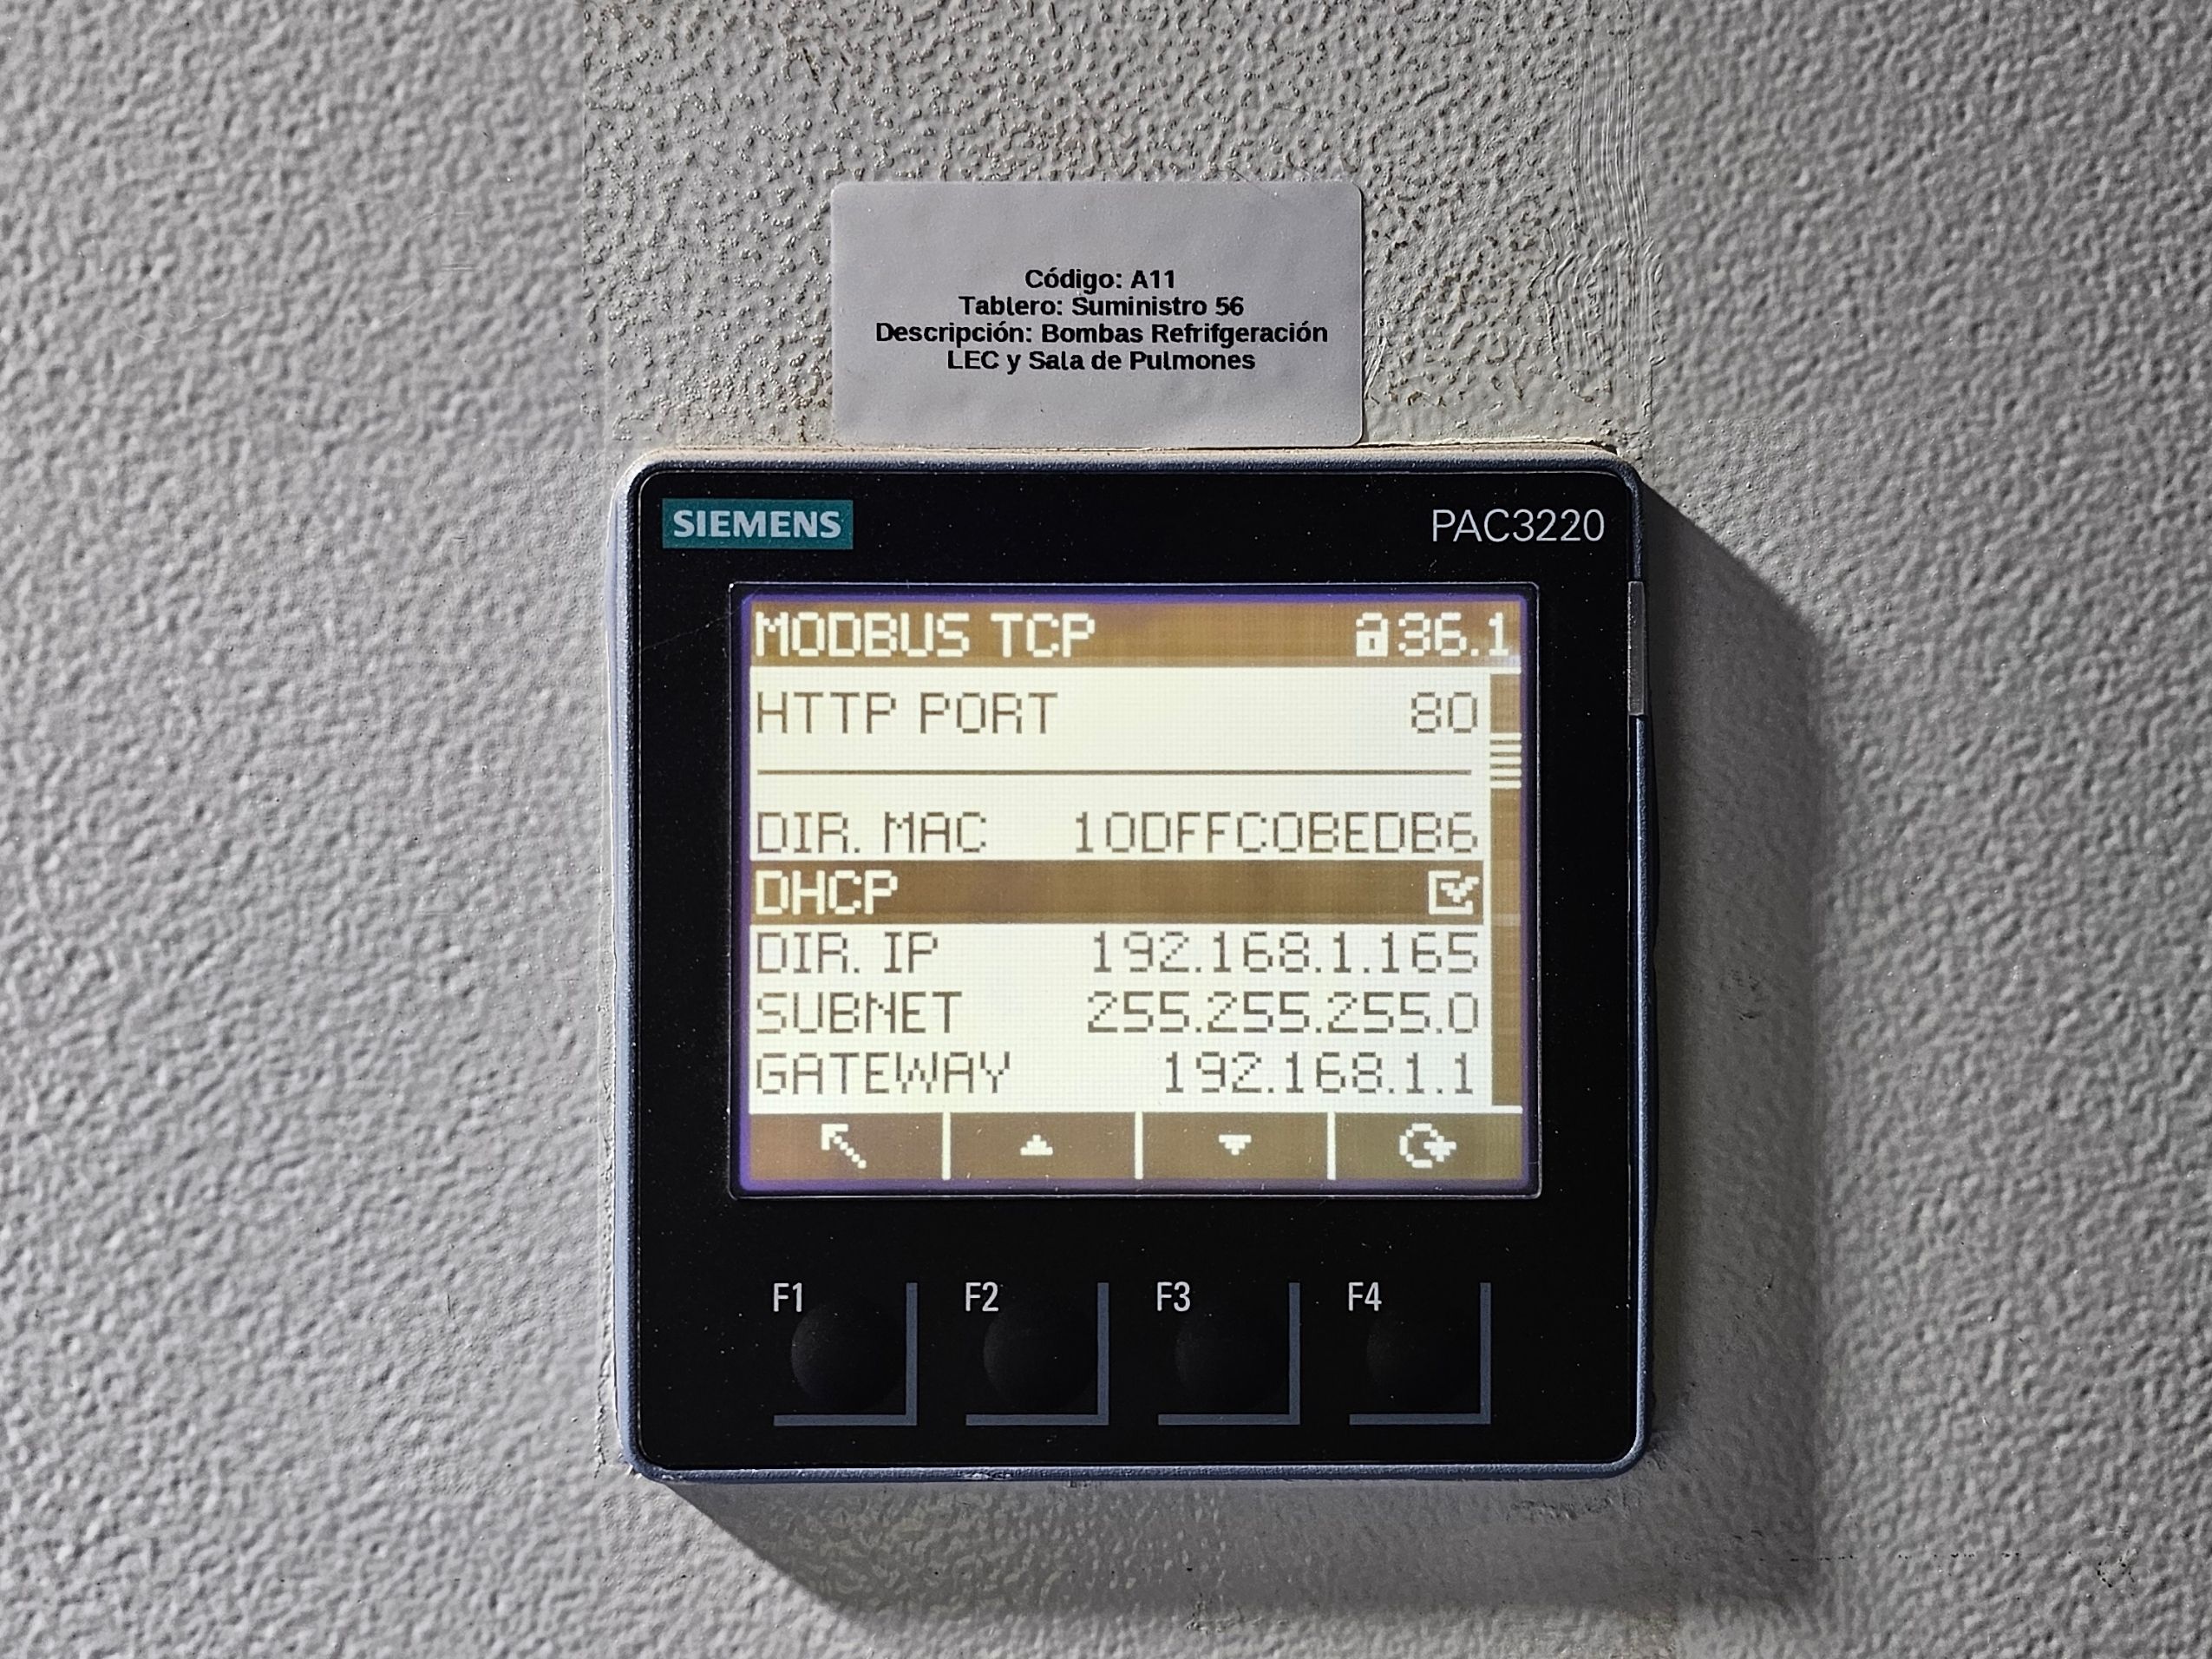 Código: A11
Tablero: Suministro 56
Descripción: Bombas Refrifgeración
LEC y Sala de Pulmones
SIEMENS
PAC3220
MODBUS TCP 36.1
HTTP PORT 80
DIR. MAC 10DFFC0BEDB6
DHCP
DIR. IP 192.168.1.165
SUBNET 255.255.255.0
GATEWAY 192.168.1.1
F1 F2 F3 F4